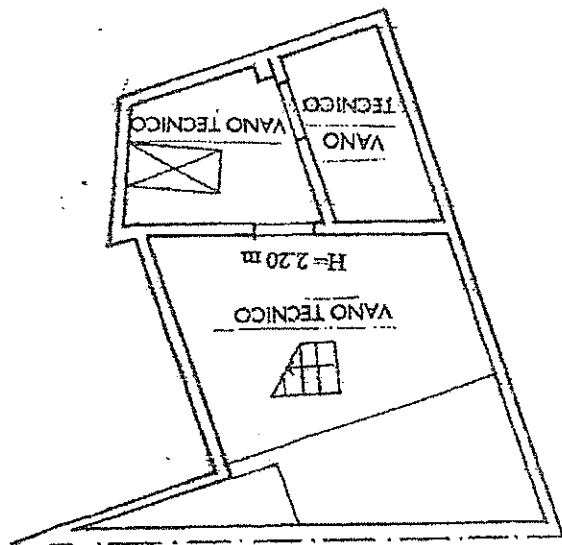 VANO TECNICO
H= 2.20 m
VANO
TECNICO
VANO TECNICO